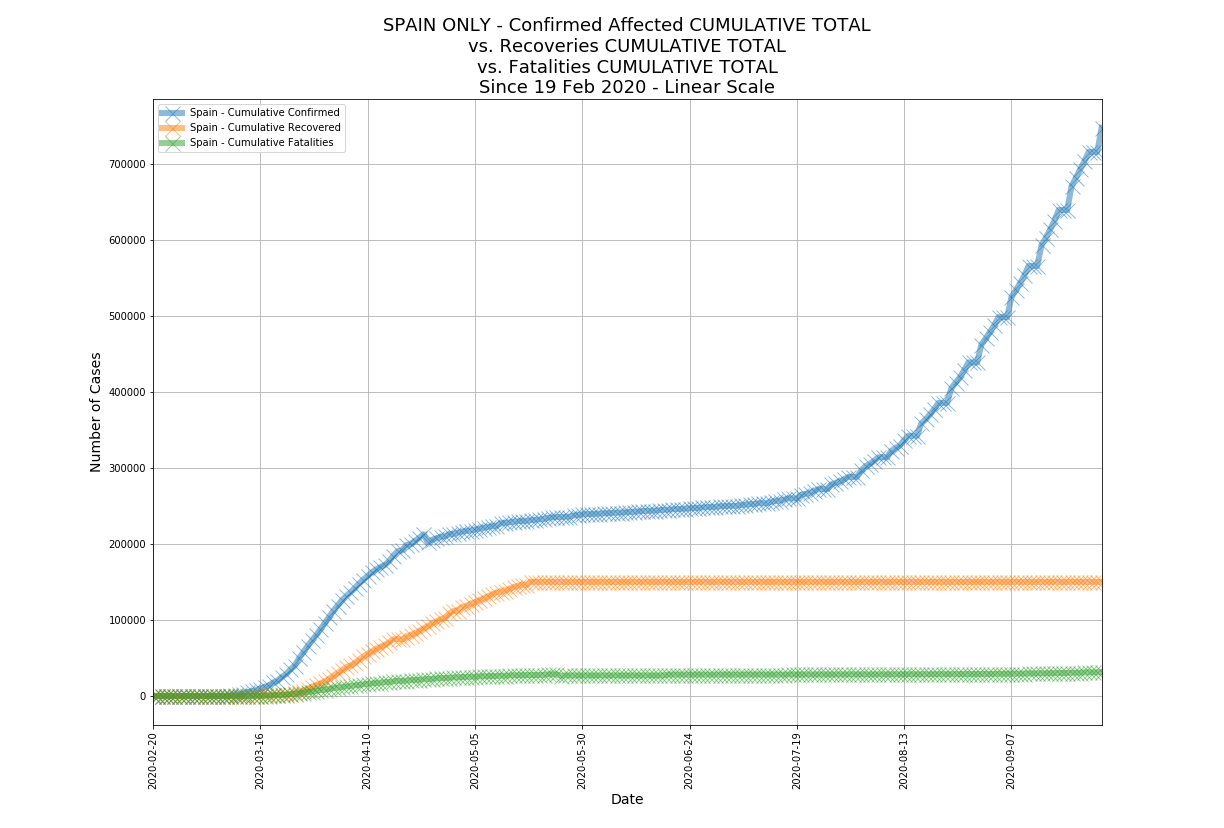 SPAIN ONLY - Confirmed Affected CUMULATIVE TOTAL
vs. Recoveries CUMULATIVE TOTAL
vs. Fatalities CUMULATIVE TOTAL
Since 19 Feb 2020 - Linear Scale
Spain - Cumulative Confirmed
Spain - Cumulative Recovered
Spain - Cumulative Fatalities
Number of Cases
700000
600000
500000
400000
300000
200000
100000
0
2020-02-20
2020-03-16
2020-04-10
2020-05-05
2020-05-30
2020-06-24
2020-07-19
2020-08-13
2020-09-07
Date